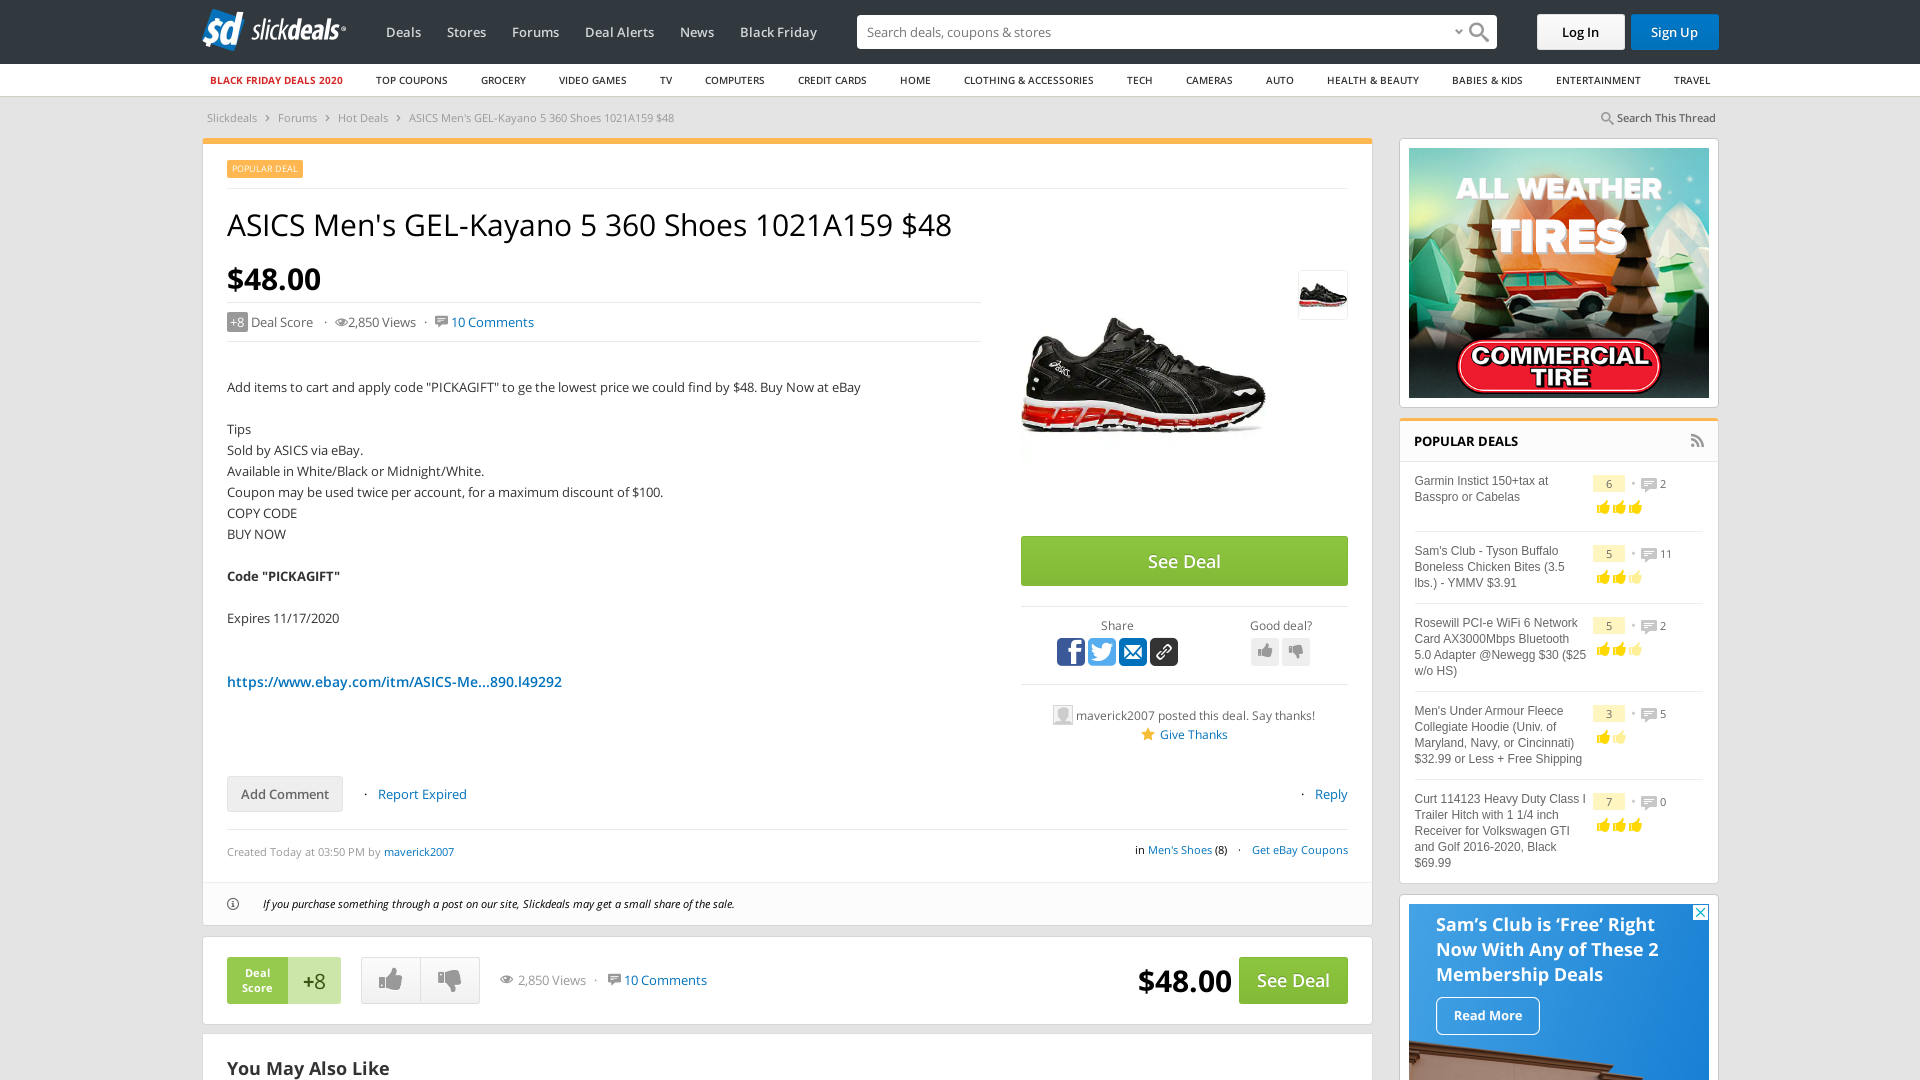 sd slickdeals
Deals
Stores
Forums
Deal Alerts
News
Black Friday
Search deals, coupons & shopping
Log In
Sign Up
BLACK FRIDAY DEALS 2020
TOP COUPONS
GROCERY
VIDEO GAMES
TV
COMPUTERS
CREDIT CARDS
HOME
CLOTHING & ACCESSORIES
TECH
CAMERAS
AUTO
HEALTH & BEAUTY
BABIES & KIDS
ENTERTAINMENT
TRAVEL
Slickdeals › Forums › Hot Deals › ASICS Men's GEL-Kayano 5 360 Shoes 1021A159 $48
Search This Thread
POPULAR DEAL
ASICS Men's GEL-Kayano 5 360 Shoes 1021A159 $48
$48.00
+8 Deal Score · 2,850 Views · 10 Comments
Add items to cart and apply code "PICKAGIFT" to ge the lowest price we could find by $48. Buy Now at eBay
Tips
Sold by ASICS via eBay.
Available in White/Black or Midnight/White.
Coupon may be used twice per account, for a maximum discount of $100.
COPY CODE
BUY NOW
Code "PICKAGIFT"
Expires 11/17/2020
https://www.ebay.com/itm/ASICS-Me...890.l49292
asics
See Deal
Share
Good deal?
maverick2007 posted this deal. Say thanks!
Give Thanks
Add Comment · Report Expired
· Reply
Created Today at 03:50 PM by maverick2007
in Men's Shoes (8) · Get eBay Coupons
If you purchase something through a post on our site, Slickdeals may get a small share of the sale.
Deal
Score
+8
2,850 Views · 10 Comments
$48.00
See Deal
You May Also Like
ALL WEATHER
TIRES
COMMERCIAL
TIRE
POPULAR DEALS
Garmin Instict 150+tax at
Basspro or Cabelas
6 • 2
Sam's Club - Tyson Buffalo
Boneless Chicken Bites (3.5
lbs.) - YMMV $3.91
5 • 11
Rosewill PCI-e WiFi 6 Network
Card AX3000Mbps Bluetooth
5.0 Adapter @Newegg $30 ($25
w/o HS)
5 • 2
Men's Under Armour Fleece
Collegiate Hoodie (Univ. of
Maryland, Navy, or Cincinnati)
$32.99 or Less + Free Shipping
3 • 5
Curt 114123 Heavy Duty Class I
Trailer Hitch with 1 1/4 inch
Receiver for Volkswagen GTI
and Golf 2016-2020, Black
$69.99
7 • 0
Sam's Club is 'Free' Right
Now With Any of These 2
Membership Deals
Read More